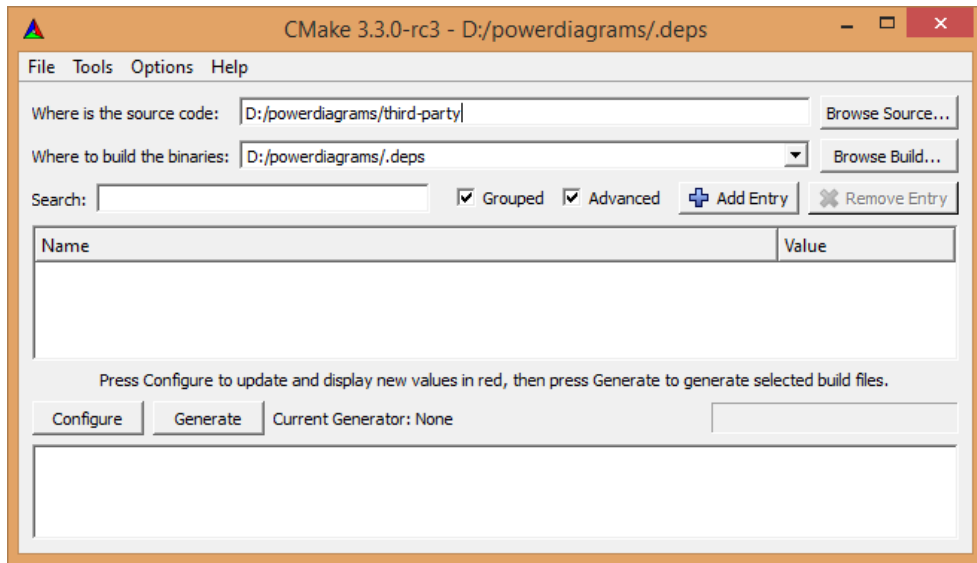 CMake 3.3.0-rc3 - D:/powerdiagrams/.deps
File Tools Options Help
Where is the source code: D:/powerdiagrams/third-party Browse Source...
Where to build the binaries: D:/powerdiagrams/.deps Browse Build...
Search: Grouped Advanced Add Entry Remove Entry
Name Value
Press Configure to update and display new values in red, then press Generate to generate selected build files.
Configure Generate Current Generator: None